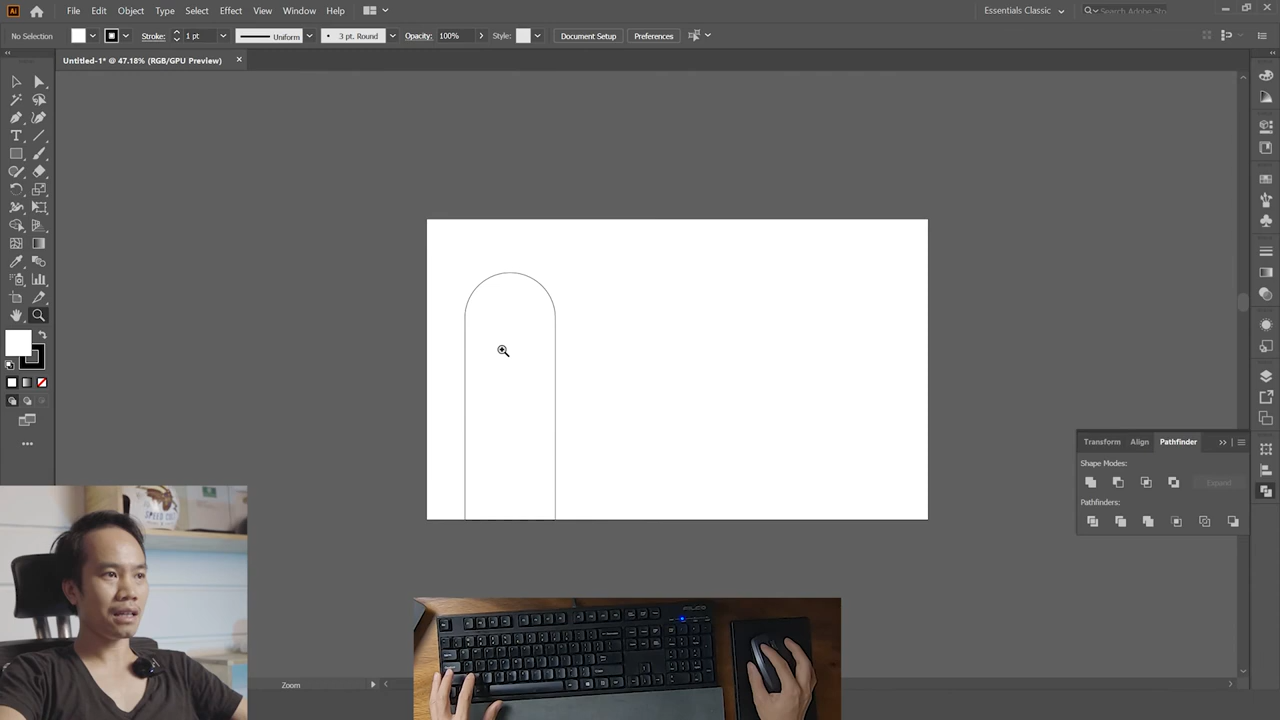 Ai File Edit Object Type Select Effect View Window Help Essentials Classic Search Adobe Sto
No Selection Stroke: 1 pt Uniform 3 pt. Round Opacity: 100% Style: Document Setup Preferences
Untitled-1* @ 47.18% (RGB/GPU Preview)
Transform Align Pathfinder
Shape Modes:
Expand
Pathfinders:
Zoom